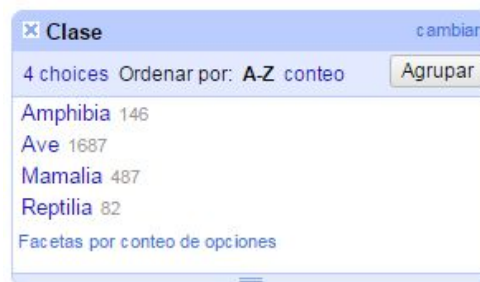 Clase cambiar
4 choices Ordenar por: A-Z conteo Agrupar
Amphibia 146
Ave 1687
Mamalia 487
Reptilia 82
Facetas por conteo de opciones